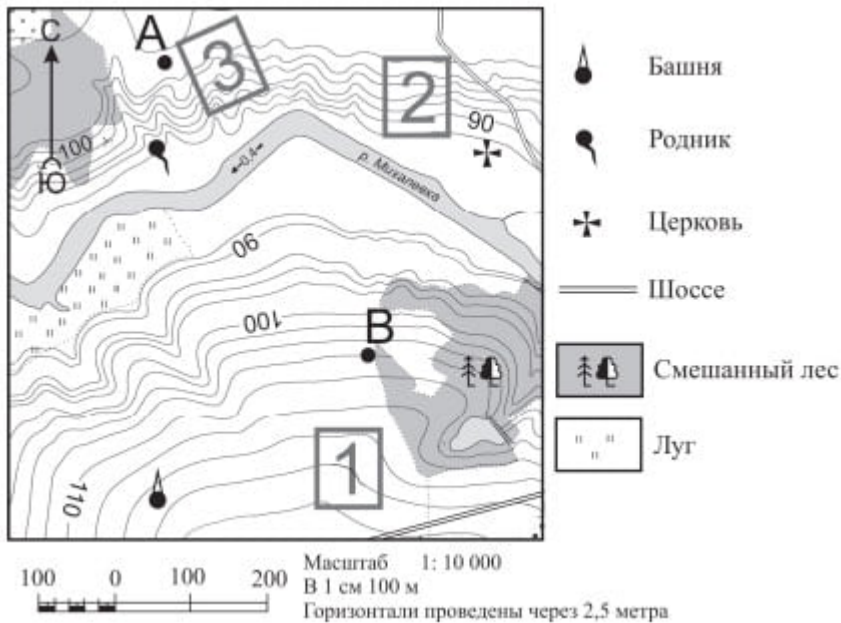 С
А
3
2
100
Ю
0,4
р. Михалевка
90
90
100
В
1
110
Башня
Родник
Церковь
Шоссе
Смешанный лес
Луг
100 0 100 200
Масштаб 1: 10 000
В 1 см 100 м
Горизонтали проведены через 2,5 метра